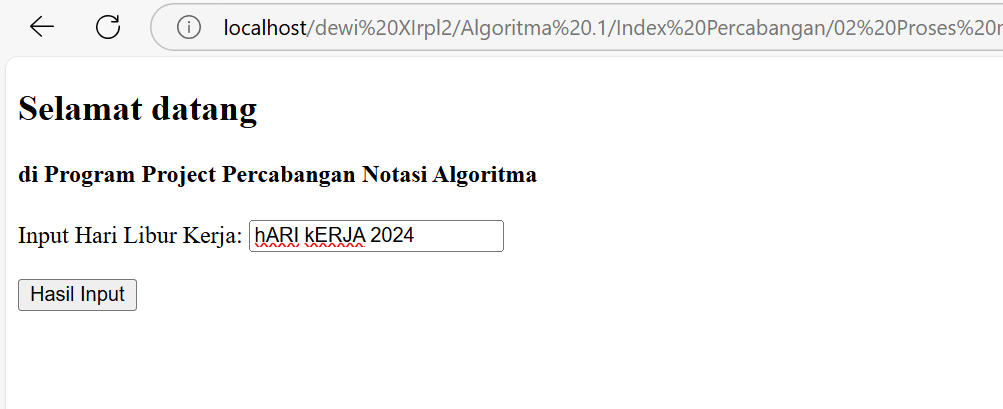 localhost/dewi%20XIrpl2/Algoritma%20.1/Index%20Percabangan/02%20Proses%20
Selamat datang
di Program Project Percabangan Notasi Algoritma
Input Hari Libur Kerja: hARI kERJA 2024
Hasil Input